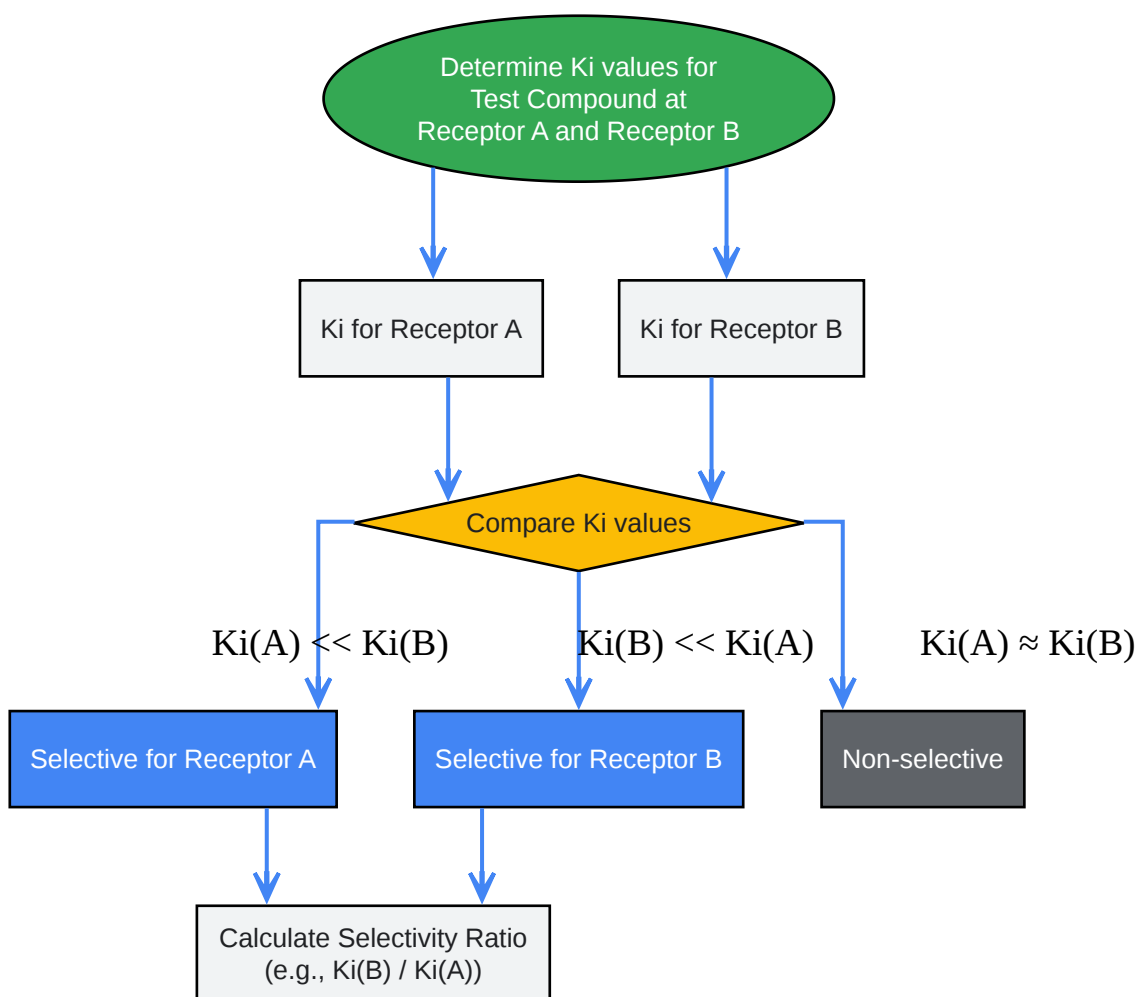 Determine Ki values for
Test Compound at
Receptor A and Receptor B
Ki for Receptor A
Ki for Receptor B
Compare Ki values
Ki(A) << Ki(B)
Ki(B) << Ki(A)
Ki(A) ≈ Ki(B)
Selective for Receptor A
Selective for Receptor B
Non-selective
Calculate Selectivity Ratio
(e.g., Ki(B) / Ki(A))